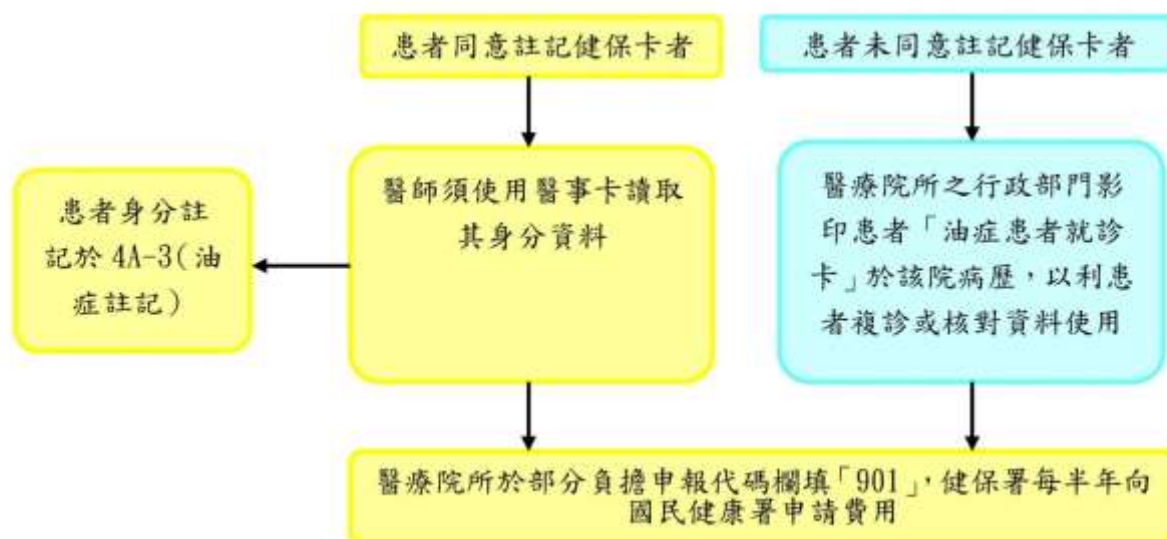 患者同意註記健保卡者
患者未同意註記健保卡者
患者身分註
記於 4A-3(油
症註記)
醫師須使用醫事卡讀取
其身分資料
醫療院所之行政部門影
印患者「油症患者就診
卡」於該院病歷，以利患
者複診或核對資料使用
醫療院所於部分負擔申報代碼欄填「901」，健保署每半年向
國民健康署申請費用